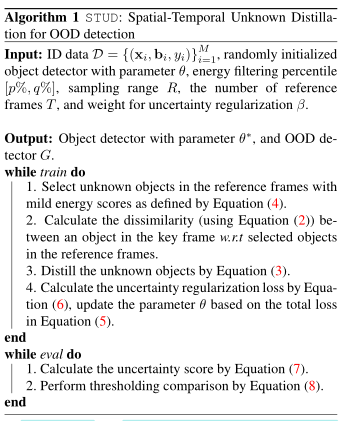 Algorithm 1 STUD: Spatial-Temporal Unknown Distilla-
tion for OOD detection
Input: ID data 𝒟 = {(x_i, b_i, y_i)}_{i=1}^{M}, randomly initialized
object detector with parameter θ, energy filtering percentile
[p%, q%], sampling range R, the number of reference
frames T, and weight for uncertainty regularization β.
Output: Object detector with parameter θ*, and OOD de-
tector G.
while train do
1. Select unknown objects in the reference frames with
mild energy scores as defined by Equation (4).
2. Calculate the dissimilarity (using Equation (2)) be-
tween an object in the key frame w.r.t selected objects
in the reference frames.
3. Distill the unknown objects by Equation (3).
4. Calculate the uncertainty regularization loss by Equa-
tion (6), update the parameter θ based on the total loss
in Equation (5).
end
while eval do
1. Calculate the uncertainty score by Equation (7).
2. Perform thresholding comparison by Equation (8).
end